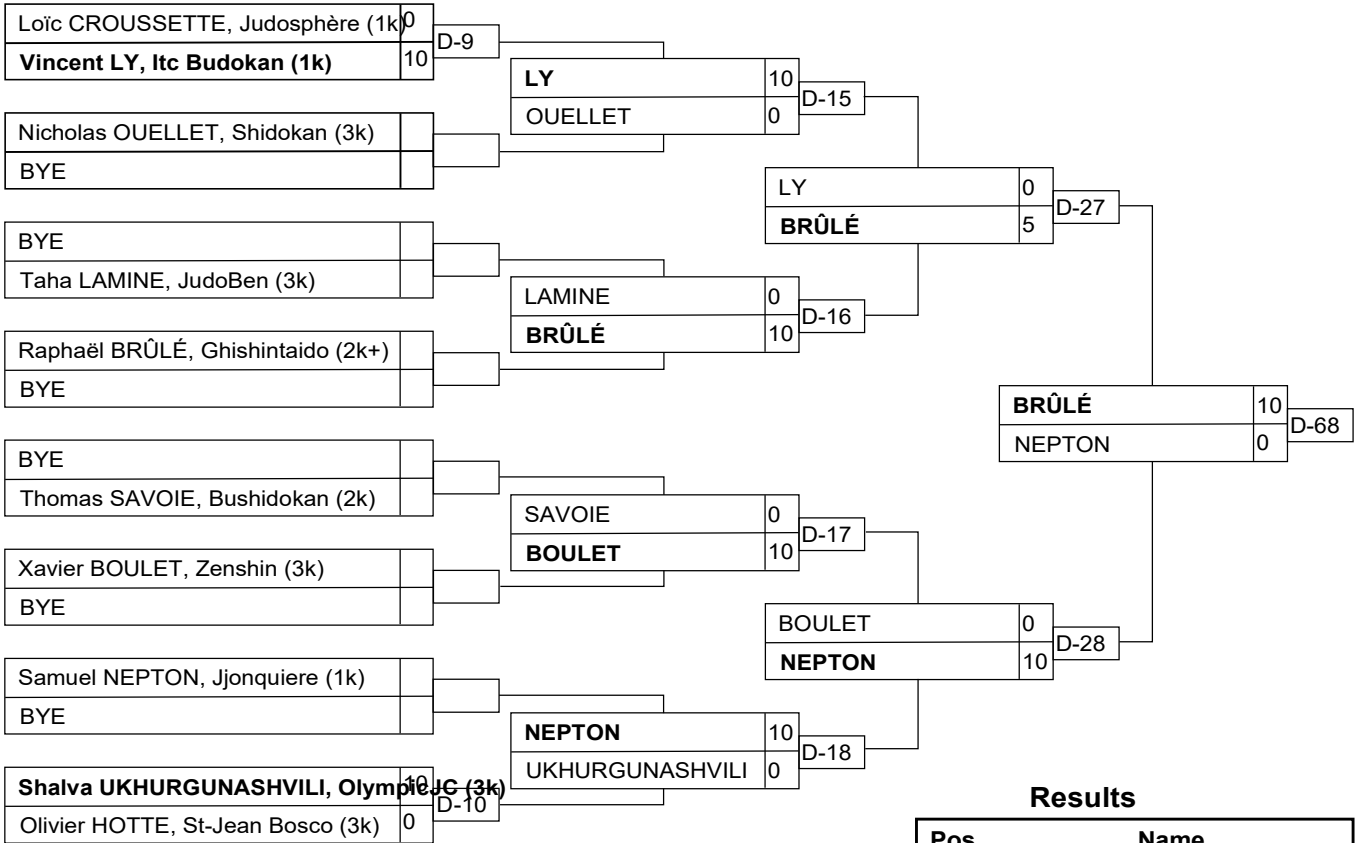 Loïc CROUSSETTE, Judosphère (1k) 0
Vincent LY, Itc Budokan (1k) 10
D-9
Nicholas OUELLET, Shidokan (3k)
BYE
BYE
Taha LAMINE, JudoBen (3k)
Raphaël BRÛLÉ, Ghishintaido (2k+)
BYE
BYE
Thomas SAVOIE, Bushidokan (2k)
Xavier BOULET, Zenshin (3k)
BYE
Samuel NEPTON, Jjonquiere (1k)
BYE
Shalva UKHURGUNASHVILI, OlympicJC (3k) 10
Olivier HOTTE, St-Jean Bosco (3k) 0
D-10
LY 10
OUELLET 0
D-15
LAMINE 0
BRÛLÉ 10
D-16
SAVOIE 0
BOULET 10
D-17
NEPTON 10
UKHURGUNASHVILI 0
D-18
LY 0
BRÛLÉ 5
D-27
BOULET 0
NEPTON 10
D-28
BRÛLÉ 10
NEPTON 0
D-68
Results
Pos Name